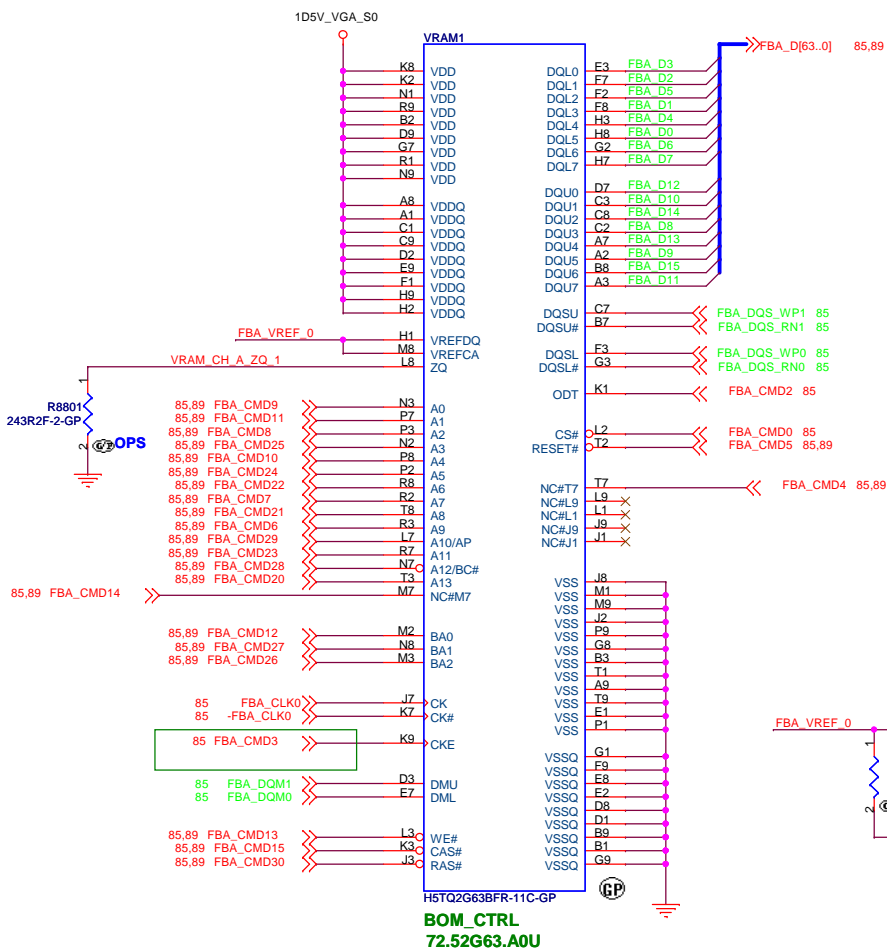 1D5V_VGA_S0
VRAM1
K8 VDD
K2 VDD
N1 VDD
R9 VDD
B2 VDD
D9 VDD
G7 VDD
R1 VDD
N9 VDD
A8 VDDQ
A1 VDDQ
C1 VDDQ
C9 VDDQ
D2 VDDQ
E9 VDDQ
F1 VDDQ
H9 VDDQ
H2 VDDQ
FBA_VREF_0 H1 VREFDQ
M8 VREFCA
VRAM_CH_A_ZQ_1 L8 ZQ
1
R8801
243R2F-2-GP
2 G/P OPS
85,89 FBA_CMD9 N3 A0
85,89 FBA_CMD11 P7 A1
85,89 FBA_CMD8 P3 A2
85,89 FBA_CMD25 N2 A3
85,89 FBA_CMD10 P8 A4
85,89 FBA_CMD24 P2 A5
85,89 FBA_CMD22 R8 A6
85,89 FBA_CMD7 R2 A7
85,89 FBA_CMD21 T8 A8
85,89 FBA_CMD6 R3 A9
85,89 FBA_CMD29 L7 A10/AP
85,89 FBA_CMD23 R7 A11
85,89 FBA_CMD28 N7 A12/BC#
85,89 FBA_CMD20 T3 A13
85,89 FBA_CMD14 M7 NC#M7
85,89 FBA_CMD12 M2 BA0
85,89 FBA_CMD27 N8 BA1
85,89 FBA_CMD26 M3 BA2
85 FBA_CLK0 J7 CK
85 -FBA_CLK0 K7 CK#
85 FBA_CMD3 K9 CKE
85 FBA_DQM1 D3 DMU
85 FBA_DQM0 E7 DML
85,89 FBA_CMD13 L3 WE#
85,89 FBA_CMD15 K3 CAS#
85,89 FBA_CMD30 J3 RAS#
FBA_D[63..0] 85,89
DQL0 E3 FBA_D3
DQL1 F7 FBA_D2
DQL2 F2 FBA_D5
DQL3 F8 FBA_D1
DQL4 H3 FBA_D4
DQL5 H8 FBA_D0
DQL6 G2 FBA_D6
DQL7 H7 FBA_D7
DQU0 D7 FBA_D12
DQU1 C3 FBA_D10
DQU2 C8 FBA_D14
DQU3 C2 FBA_D8
DQU4 A7 FBA_D13
DQU5 A2 FBA_D9
DQU6 B8 FBA_D15
DQU7 A3 FBA_D11
DQSU C7 FBA_DQS_WP1 85
DQSU# B7 FBA_DQS_RN1 85
DQSL F3 FBA_DQS_WP0 85
DQSL# G3 FBA_DQS_RN0 85
ODT K1 FBA_CMD2 85
CS# L2 FBA_CMD0 85
RESET# T2 FBA_CMD5 85,89
NC#T7 T7 FBA_CMD4 85,89
NC#L9 L9
NC#L1 L1
NC#J9 J9
NC#J1 J1
VSS J8
VSS M1
VSS M9
VSS J2
VSS P9
VSS G8
VSS B3
VSS T1
VSS A9
VSS T9
VSS E1
VSS P1
VSSQ G1
VSSQ F9
VSSQ E8
VSSQ E2
VSSQ D8
VSSQ D1
VSSQ B9
VSSQ B1
VSSQ G9
FBA_VREF_0
1
2
H5TQ2G63BFR-11C-GP
GP
BOM_CTRL
72.52G63.A0U